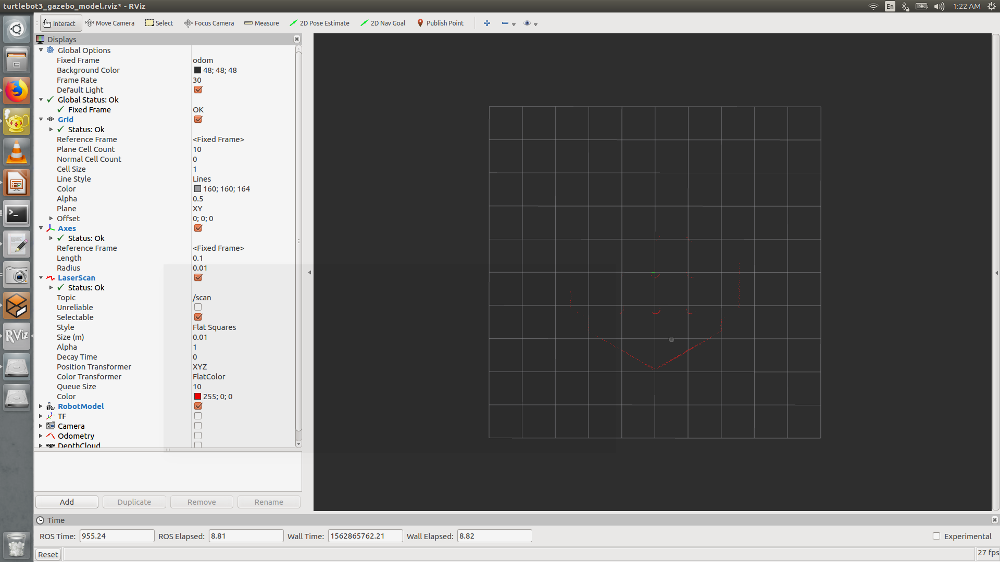 turtlebot3_gazebo_model.rviz* - RViz
En
1:22 AM
Interact
Move Camera
Select
Focus Camera
Measure
2D Pose Estimate
2D Nav Goal
Publish Point
Displays
Global Options
Fixed Frame odom
Background Color 48; 48; 48
Frame Rate 30
Default Light
Global Status: Ok
Fixed Frame OK
Grid
Status: Ok
Reference Frame <Fixed Frame>
Plane Cell Count 10
Normal Cell Count 0
Cell Size 1
Line Style Lines
Color 160; 160; 164
Alpha 0.5
Plane XY
Offset 0; 0; 0
Axes
Status: Ok
Reference Frame <Fixed Frame>
Length 0.1
Radius 0.01
LaserScan
Status: Ok
Topic /scan
Unreliable
Selectable
Style Flat Squares
Size (m) 0.01
Alpha 1
Decay Time 0
Position Transformer XYZ
Color Transformer FlatColor
Queue Size 10
Color 255; 0; 0
RobotModel
TF
Camera
Odometry
DepthCloud
RViz
Add
Duplicate
Remove
Rename
Time
ROS Time: 955.24
ROS Elapsed: 8.81
Wall Time: 1562865762.21
Wall Elapsed: 8.82
Experimental
Reset
27 fps